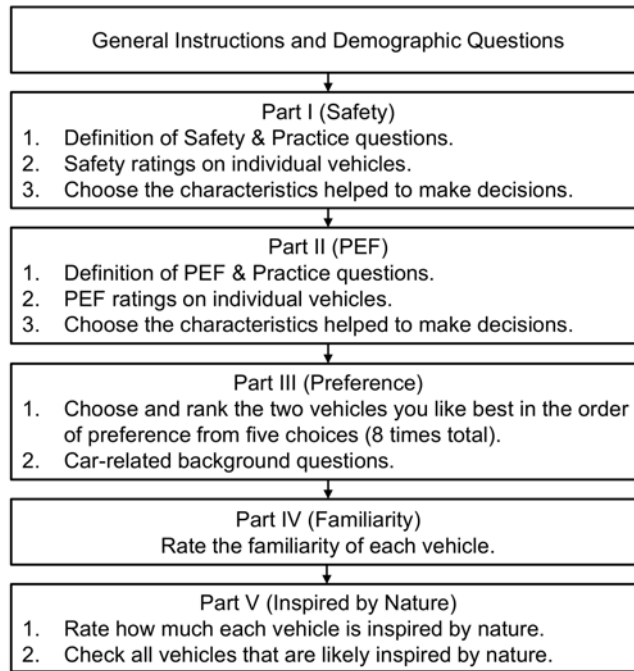 General Instructions and Demographic Questions
Part I (Safety)
1. Definition of Safety & Practice questions.
2. Safety ratings on individual vehicles.
3. Choose the characteristics helped to make decisions.
Part II (PEF)
1. Definition of PEF & Practice questions.
2. PEF ratings on individual vehicles.
3. Choose the characteristics helped to make decisions.
Part III (Preference)
1. Choose and rank the two vehicles you like best in the order
of preference from five choices (8 times total).
2. Car-related background questions.
Part IV (Familiarity)
Rate the familiarity of each vehicle.
Part V (Inspired by Nature)
1. Rate how much each vehicle is inspired by nature.
2. Check all vehicles that are likely inspired by nature.